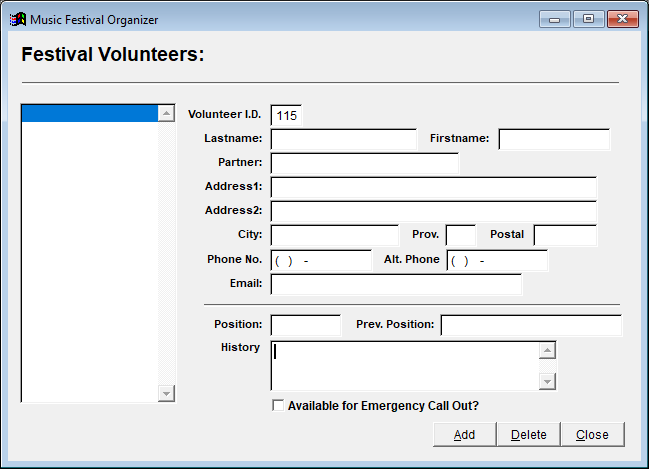 Music Festival Organizer
Festival Volunteers:
Volunteer I.D. 115
Lastname: Firstname:
Partner:
Address1:
Address2:
City: Prov. Postal
Phone No. ( ) - Alt. Phone ( ) -
Email:
Position: Prev. Position:
History
Available for Emergency Call Out?
Add Delete Close